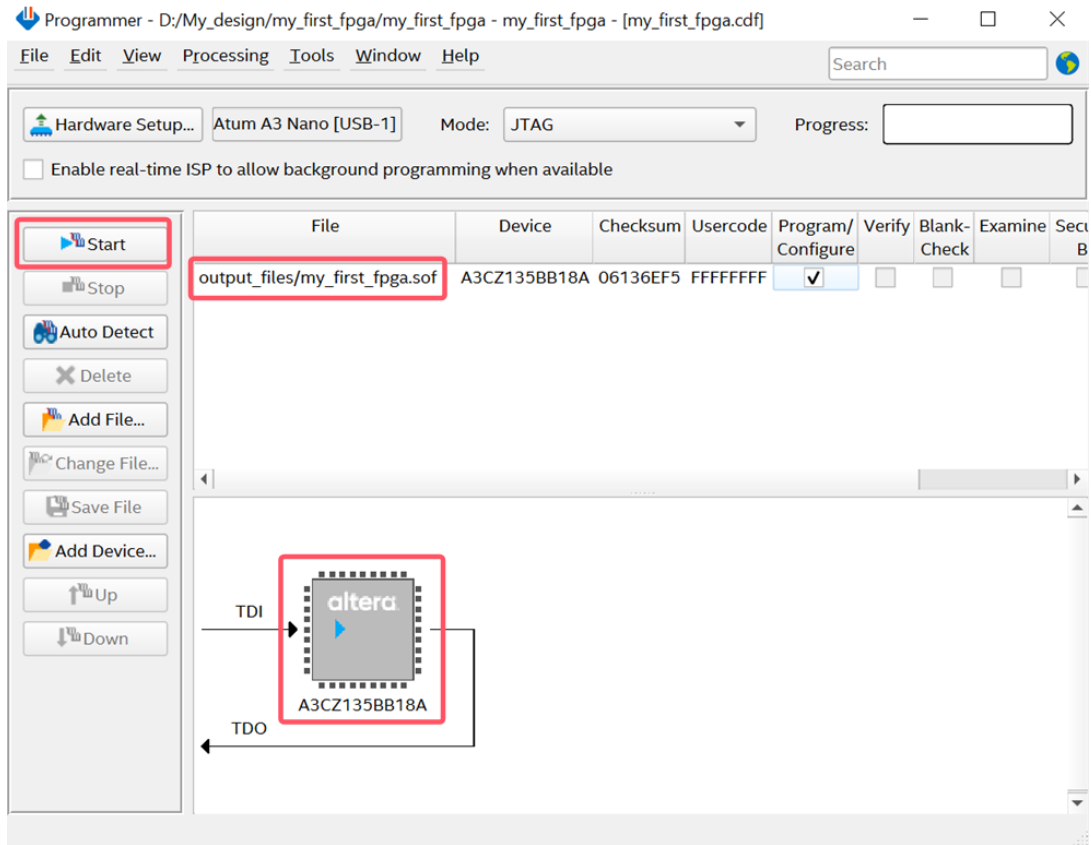 Programmer - D:/My_design/my_first_fpga/my_first_fpga - my_first_fpga - [my_first_fpga.cdf]
File Edit View Processing Tools Window Help
Search
Hardware Setup... Atum A3 Nano [USB-1] Mode: JTAG Progress:
Enable real-time ISP to allow background programming when available
Start
Stop
Auto Detect
Delete
Add File...
Change File...
Save File
Add Device...
Up
Down
File Device Checksum Usercode Program/ Verify Blank- Examine Secu
Configure Check B
output_files/my_first_fpga.sof A3CZ135BB18A 06136EF5 FFFFFFFF
altera
TDI
A3CZ135BB18A
TDO